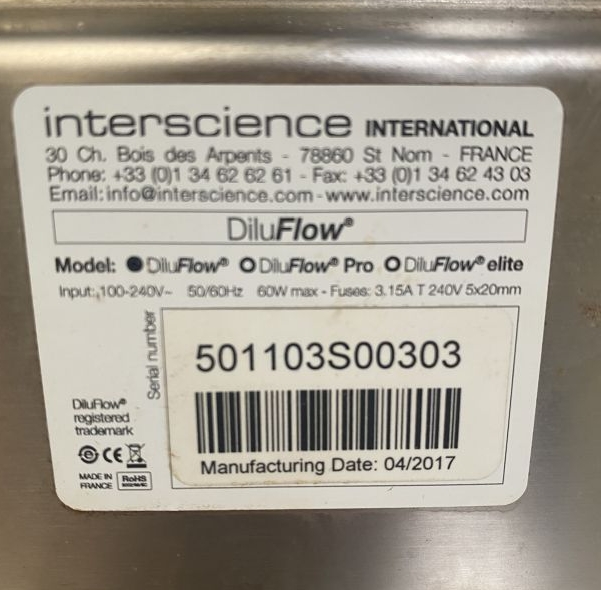 interscience INTERNATIONAL
30 Ch. Bois des Arpents - 78860 St Nom - FRANCE
Phone: +33 (0)1 34 62 62 61 - Fax: +33 (0)1 34 62 43 03
Email: info@interscience.com - www.interscience.com
DiluFlow®
Model: ● DiluFlow® O DiluFlow® Pro O DiluFlow® elite
Input: 100-240V~ 50/60Hz 60W max - Fuses: 3.15A T 240V 5x20mm
Serial number
501103S00303
Manufacturing Date: 04/2017
DiluFlow®
registered
trademark
CE
MADE IN
FRANCE
RoHS